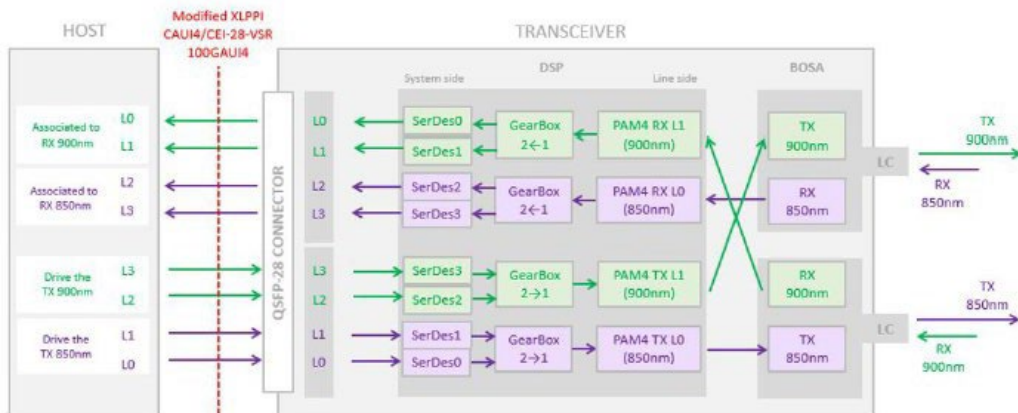 Modified XLPPI
CAUI4/CEI-28-VSR
100GAUI4
HOST
TRANSCEIVER
DSP
BOSA
System side
Line side
Associated to
RX 900nm
L0
L1
Associated to
RX 850nm
L2
L3
Drive the
TX 900nm
L3
L2
Drive the
TX 850nm
L1
L0
QSFP-28 CONNECTOR
L0
L1
L2
L3
L3
L2
L1
L0
SerDes0
SerDes1
SerDes2
SerDes3
SerDes3
SerDes2
SerDes1
SerDes0
GearBox
2←1
GearBox
2←1
GearBox
2→1
GearBox
2→1
PAM4 RX L1
(900nm)
PAM4 RX L0
(850nm)
PAM4 TX L1
(900nm)
PAM4 TX L0
(850nm)
TX
900nm
RX
850nm
RX
900nm
TX
850nm
LC
LC
TX
900nm
RX
850nm
TX
850nm
RX
900nm